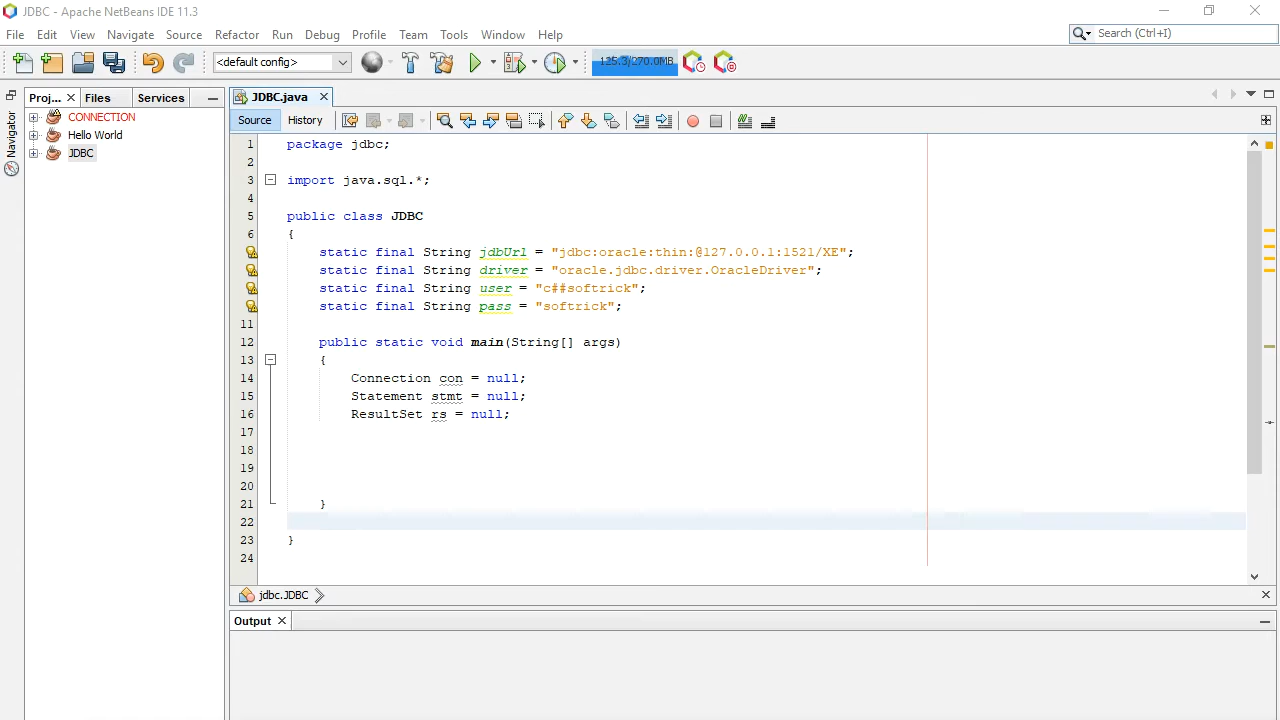 JDBC - Apache NetBeans IDE 11.3
File Edit View Navigate Source Refactor Run Debug Profile Team Tools Window Help
Search (Ctrl+I)
<default config>
125.3/270.0MB
Proj... Files Services
Navigator
CONNECTION
Hello World
JDBC
JDBC.java
Source History
1 package jdbc;
2
3 import java.sql.*;
4
5 public class JDBC
6 {
static final String jdbUrl = "jdbc:oracle:thin:@127.0.0.1:1521/XE";
static final String driver = "oracle.jdbc.driver.OracleDriver";
static final String user = "c##softrick";
static final String pass = "softrick";
11
12 public static void main(String[] args)
13 {
14 Connection con = null;
15 Statement stmt = null;
16 ResultSet rs = null;
17
18
19
20
21 }
22
23 }
24
jdbc.JDBC
Output